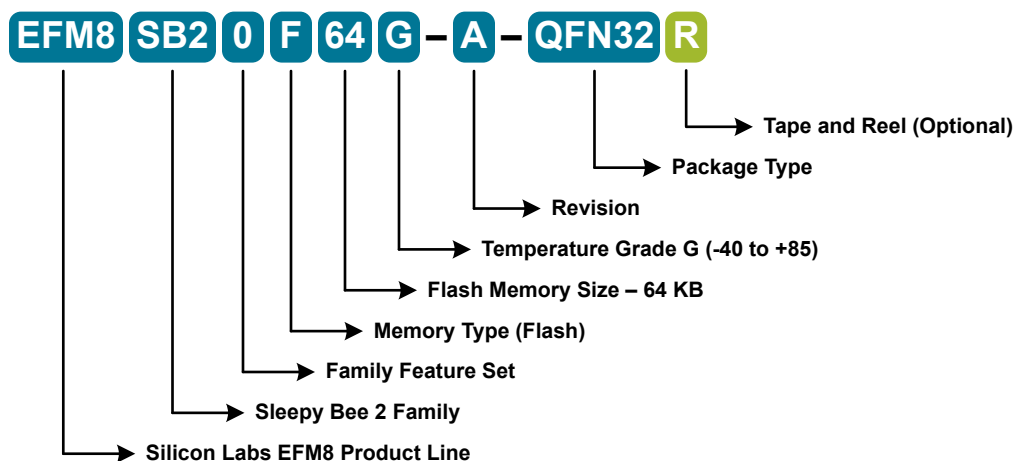 EFM8 SB2 0 F 64 G – A – QFN32 R
Tape and Reel (Optional)
Package Type
Revision
Temperature Grade G (-40 to +85)
Flash Memory Size – 64 KB
Memory Type (Flash)
Family Feature Set
Sleepy Bee 2 Family
Silicon Labs EFM8 Product Line